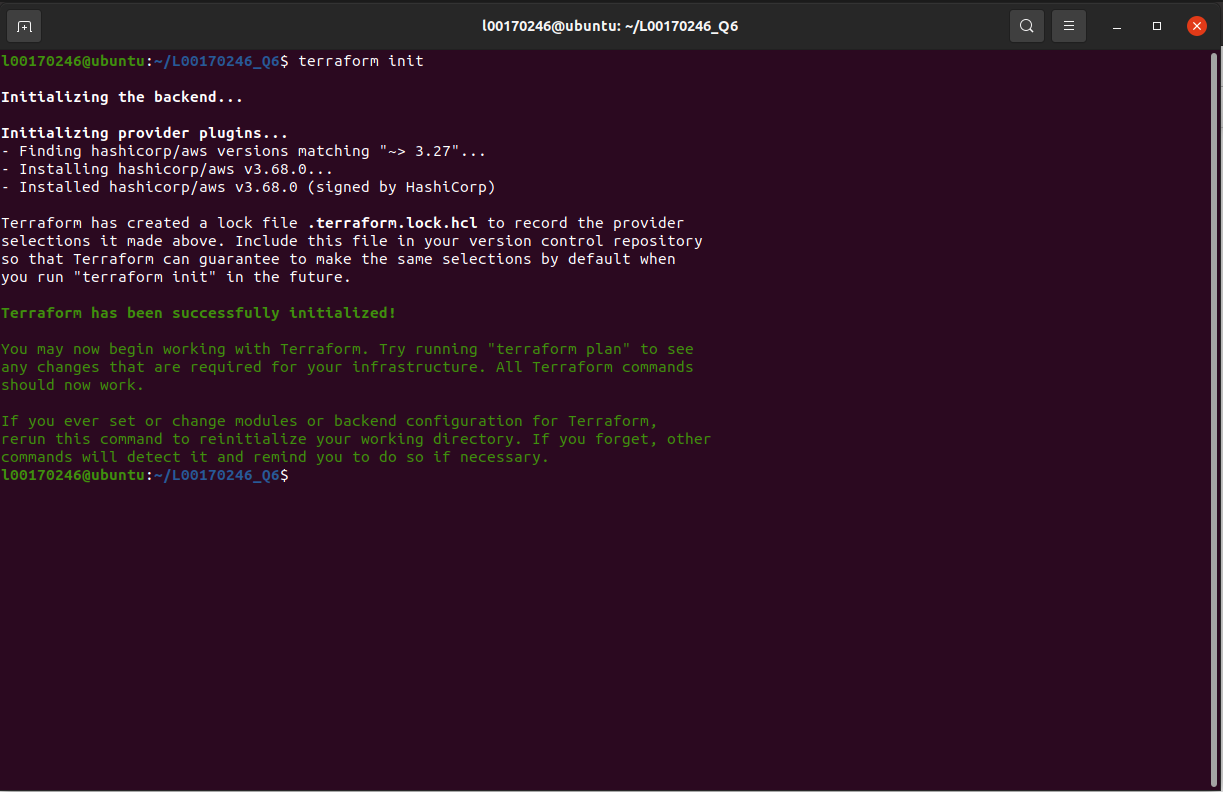 l00170246@ubuntu: ~/L00170246_Q6
l00170246@ubuntu:~/L00170246_Q6$ terraform init
Initializing the backend...
Initializing provider plugins...
- Finding hashicorp/aws versions matching "~> 3.27"...
- Installing hashicorp/aws v3.68.0...
- Installed hashicorp/aws v3.68.0 (signed by HashiCorp)
Terraform has created a lock file .terraform.lock.hcl to record the provider
selections it made above. Include this file in your version control repository
so that Terraform can guarantee to make the same selections by default when
you run "terraform init" in the future.
Terraform has been successfully initialized!
You may now begin working with Terraform. Try running "terraform plan" to see
any changes that are required for your infrastructure. All Terraform commands
should now work.
If you ever set or change modules or backend configuration for Terraform,
rerun this command to reinitialize your working directory. If you forget, other
commands will detect it and remind you to do so if necessary.
l00170246@ubuntu:~/L00170246_Q6$